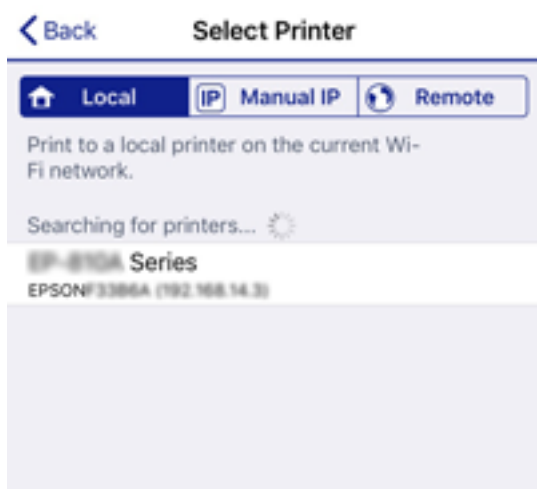 Back
Select Printer
Local
IP Manual IP
Remote
Print to a local printer on the current Wi-
Fi network.
Searching for printers...
Series
EPSON